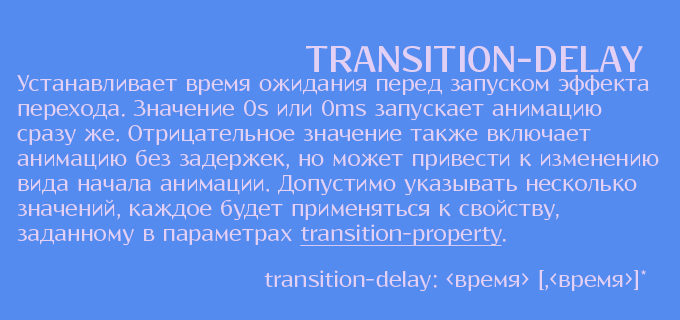 TRANSITION-DELAY
Устанавливает время ожидания перед запуском эффекта
перехода. Значение 0s или 0ms запускает анимацию
сразу же. Отрицательное значение также включает
анимацию без задержек, но может привести к изменению
вида начала анимации. Допустимо указывать несколько
значений, каждое будет применяться к свойству,
заданному в параметрах transition-property.
transition-delay: <время> [,<время>]*